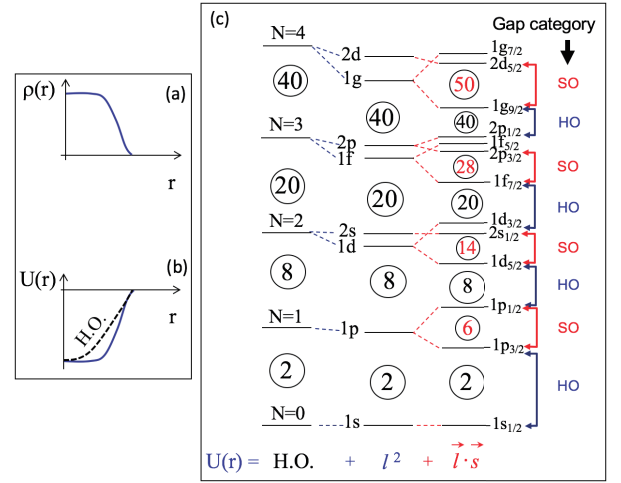 (a)
ρ(r)
r
(b)
U(r)
H.O.
r
(c)
Gap category
N=4
2d
1g
1g7/2
2d5/2
40
50
SO
1g9/2
40
40
HO
N=3
2p
1f
2p1/2
1f5/2
2p3/2
28
SO
1f7/2
20
20
20
HO
1d3/2
N=2
2s
1d
2s1/2
14
SO
1d5/2
8
8
8
HO
1p1/2
N=1
1p
6
SO
1p3/2
2
2
2
HO
N=0
1s
1s1/2
U(r) = H.O. + l 2 + l · s